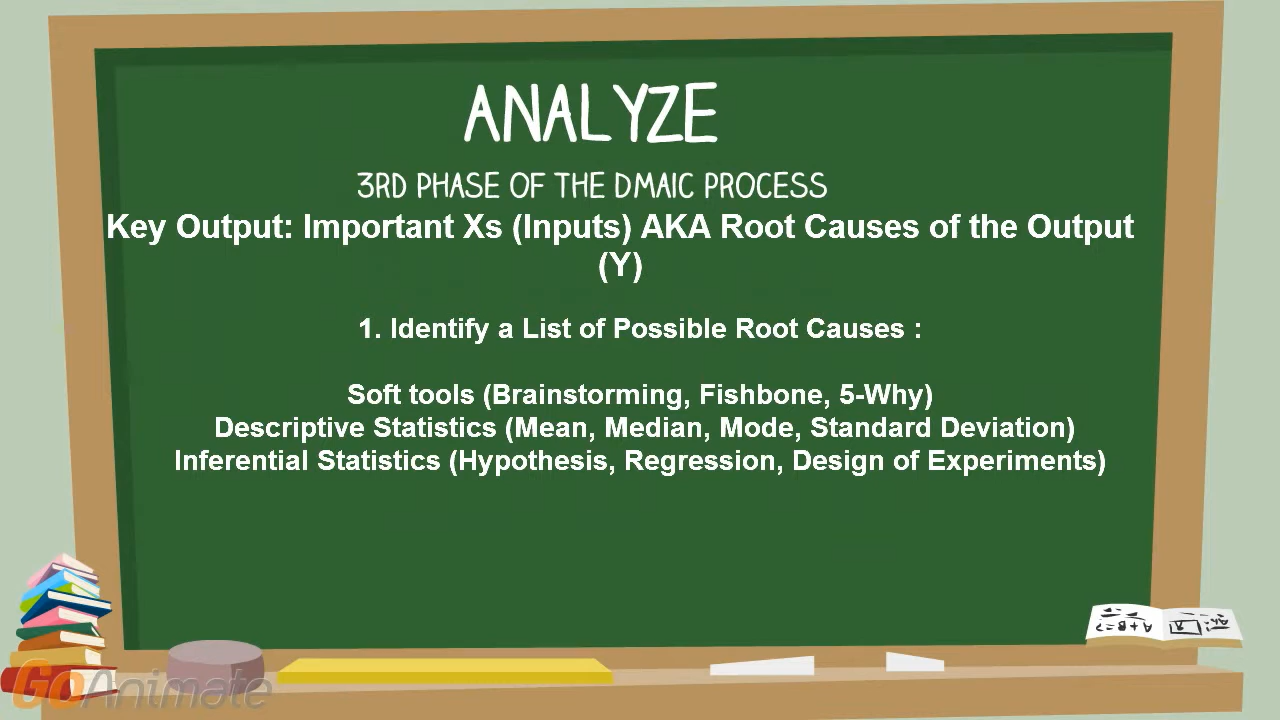 ANALYZE
3RD PHASE OF THE DMAIC PROCESS
Key Output: Important Xs (Inputs) AKA Root Causes of the Output
(Y)
1. Identify a List of Possible Root Causes :
Soft tools (Brainstorming, Fishbone, 5-Why)
Descriptive Statistics (Mean, Median, Mode, Standard Deviation)
Inferential Statistics (Hypothesis, Regression, Design of Experiments)
A+B=?
GoAnimate